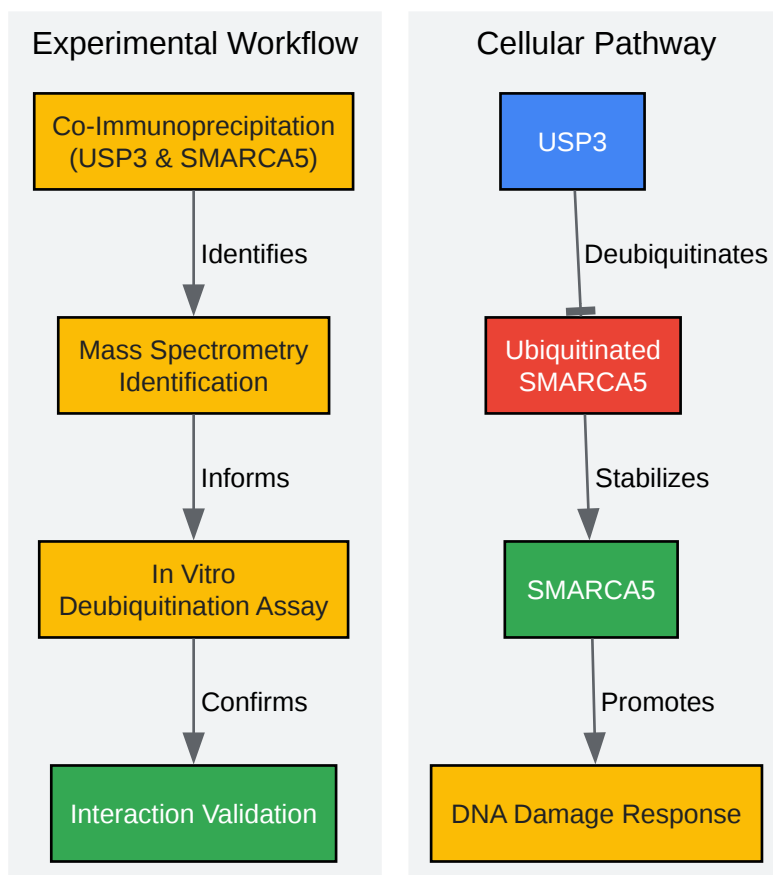 Experimental Workflow
Co-Immunoprecipitation
(USP3 & SMARCA5)
Identifies
Mass Spectrometry
Identification
Informs
In Vitro
Deubiquitination Assay
Confirms
Interaction Validation
Cellular Pathway
USP3
Deubiquitinates
Ubiquitinated
SMARCA5
Stabilizes
SMARCA5
Promotes
DNA Damage Response